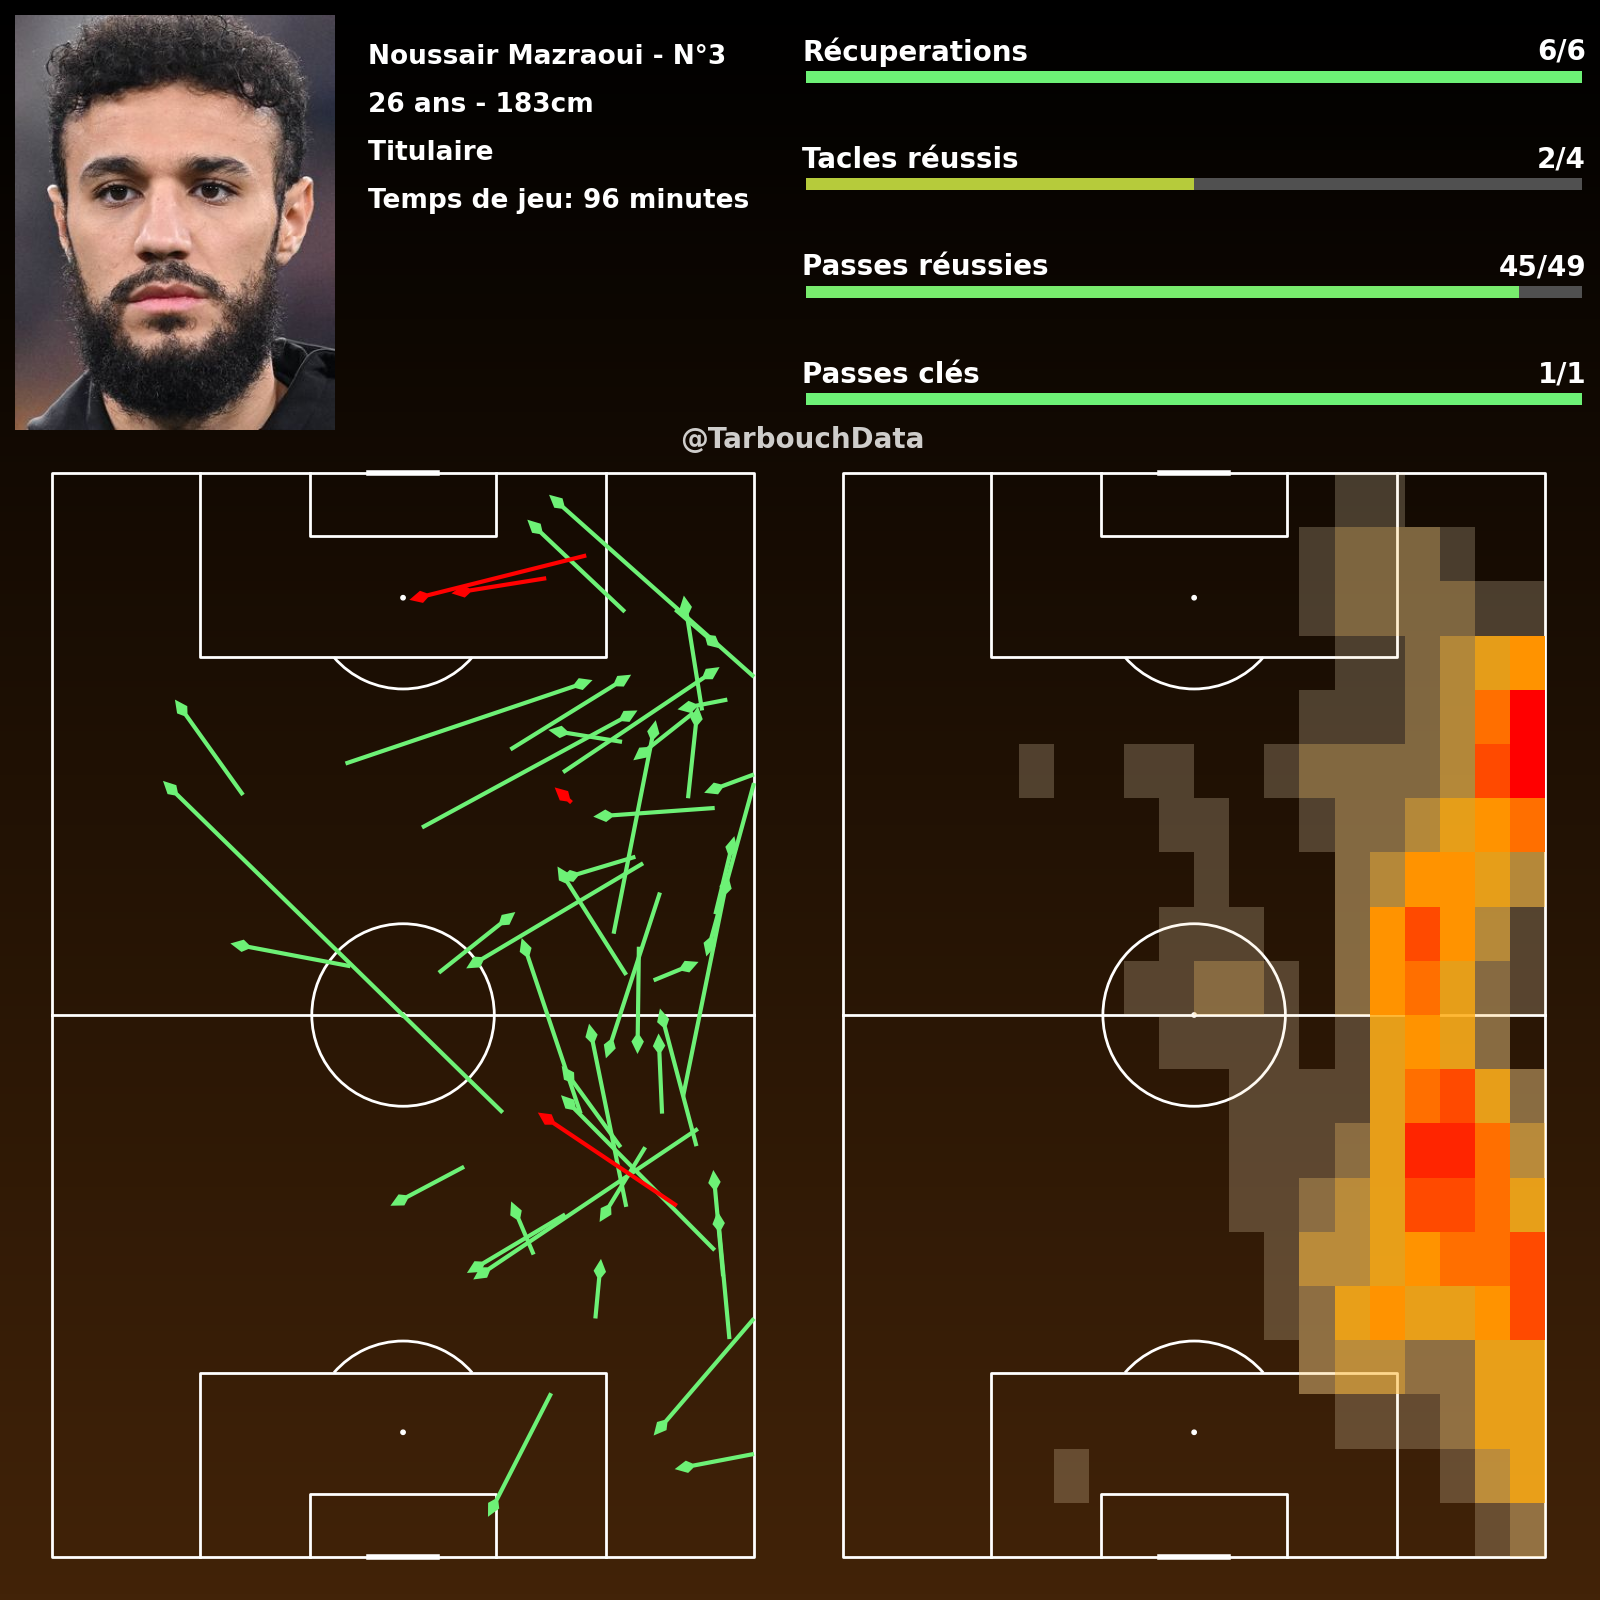 Noussair Mazraoui - N°3
26 ans - 183cm
Titulaire
Temps de jeu: 96 minutes
Récuperations 6/6
Tacles réussis 2/4
Passes réussies 45/49
Passes clés 1/1
@TarbouchData